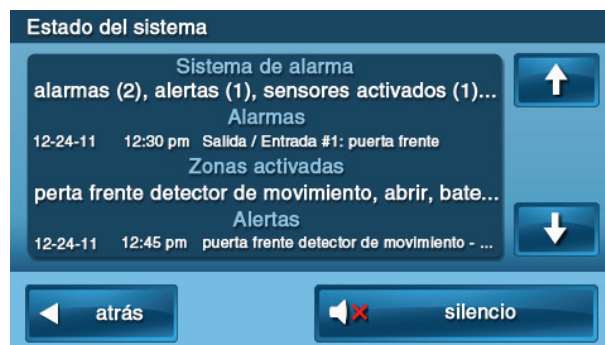 Estado del sistema
Sistema de alarma
alarmas (2), alertas (1), sensores activados (1)...
Alarmas
12-24-11 12:30 pm Salida / Entrada #1: puerta frente
Zonas activadas
perta frente detector de movimiento, abrir, bate...
Alertas
12-24-11 12:45 pm puerta frente detector de movimiento - ...
atrás
silencio